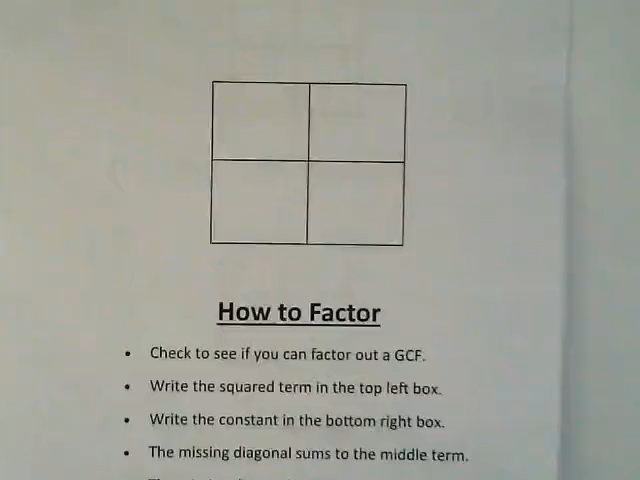 How to Factor
• Check to see if you can factor out a GCF.
• Write the squared term in the top left box.
• Write the constant in the bottom right box.
• The missing diagonal sums to the middle term.